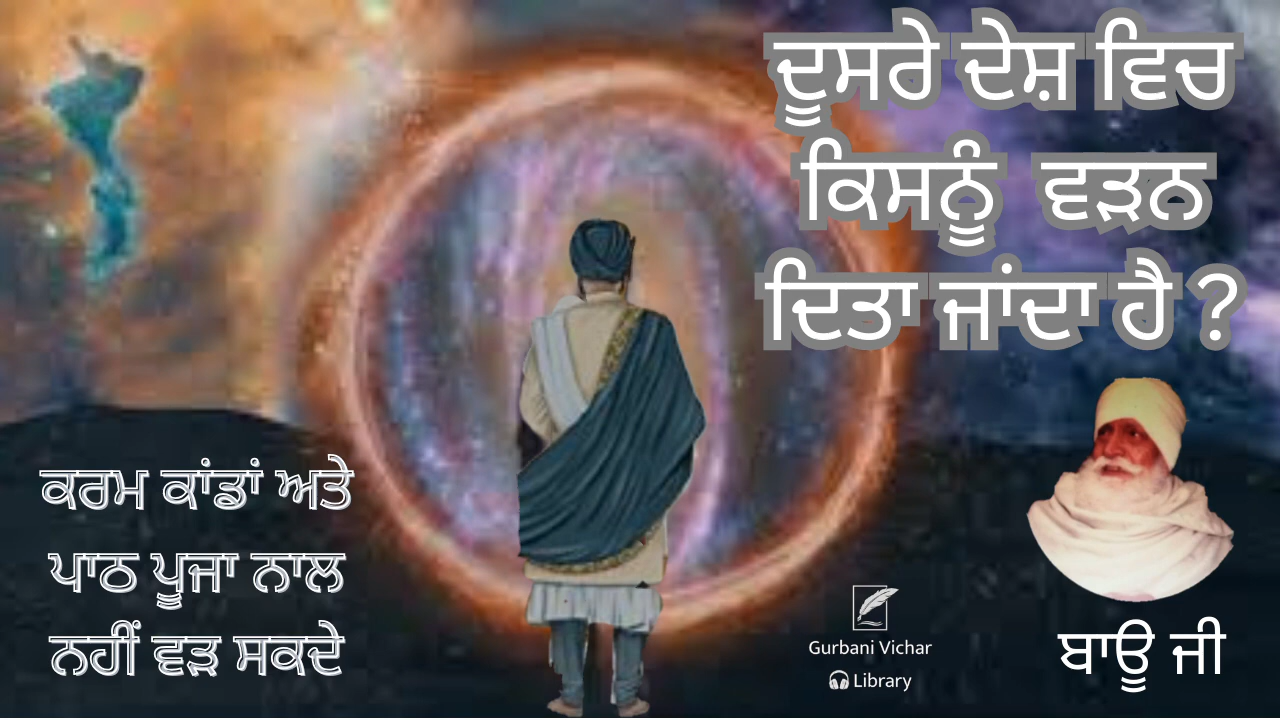 ਦੂਸਰੇ ਦੇਸ਼ ਵਿਚ
ਕਿਸਨੂੰ ਵੜਨ
ਦਿਤਾ ਜਾਂਦਾ ਹੈ ?
ਕਰਮ ਕਾਂਡਾਂ ਅਤੇ
ਪਾਠ ਪੂਜਾ ਨਾਲ
ਨਹੀਂ ਵੜ ਸਕਦੇ
Gurbani Vichar
Library
ਬਾਊ ਜੀ